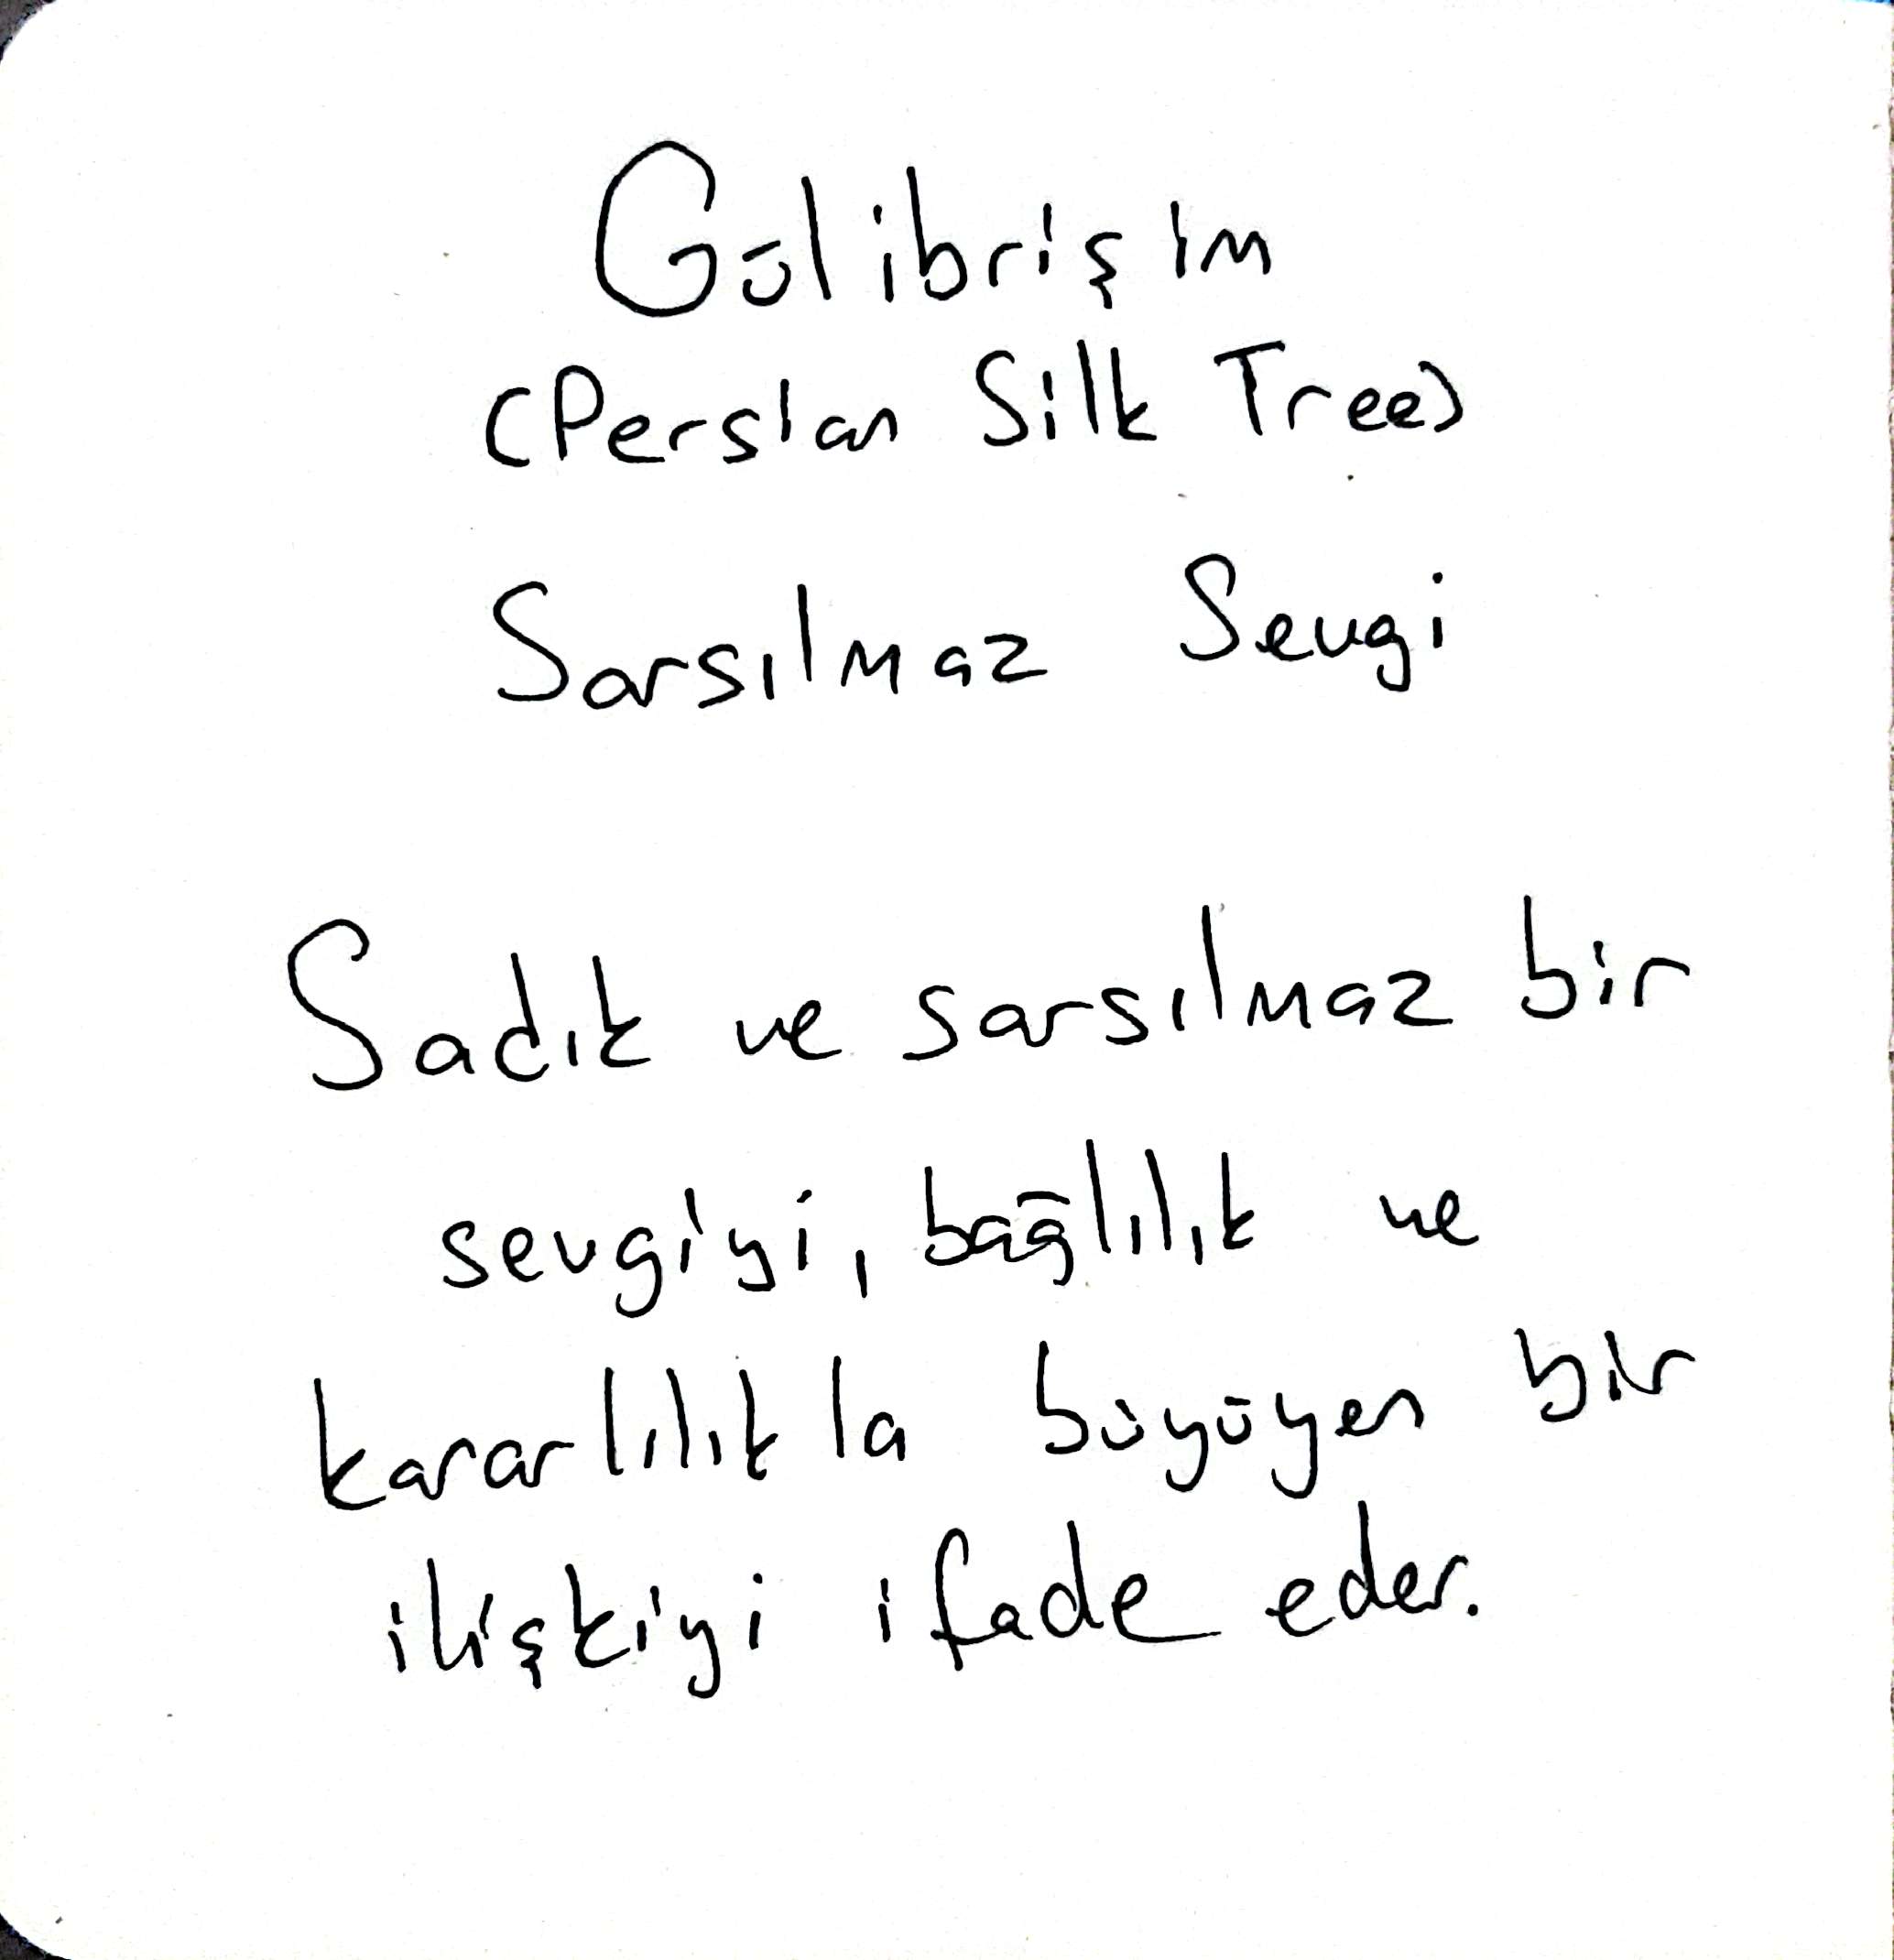 Gülibrişim
(Persian Silk Tree)
Sarsılmaz Sevgi
Sadık ve sarsılmaz bir
sevgiyi, bağlılık ve
kararlılıkla büyüyen bir
ilişkiyi ifade eder.